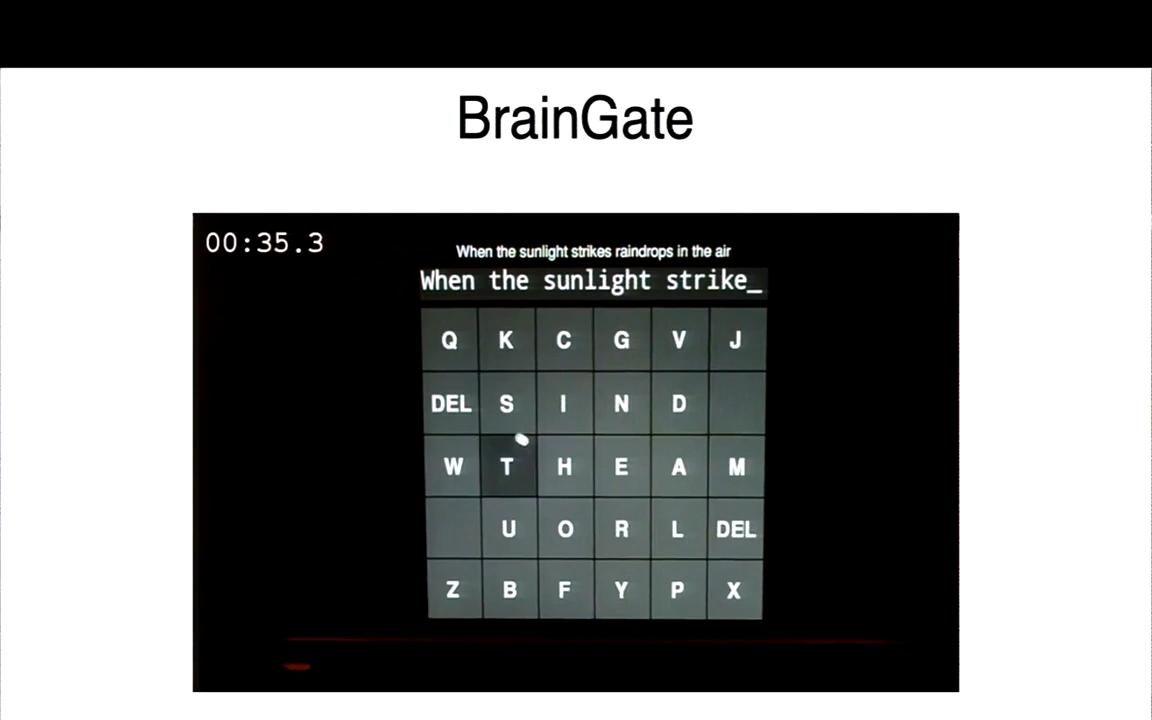 BrainGate
00:35.3
When the sunlight strikes raindrops in the air
When the sunlight strike_
Q K C G V J
DEL S I N D
W T H E A M
U O R L DEL
Z B F Y P X